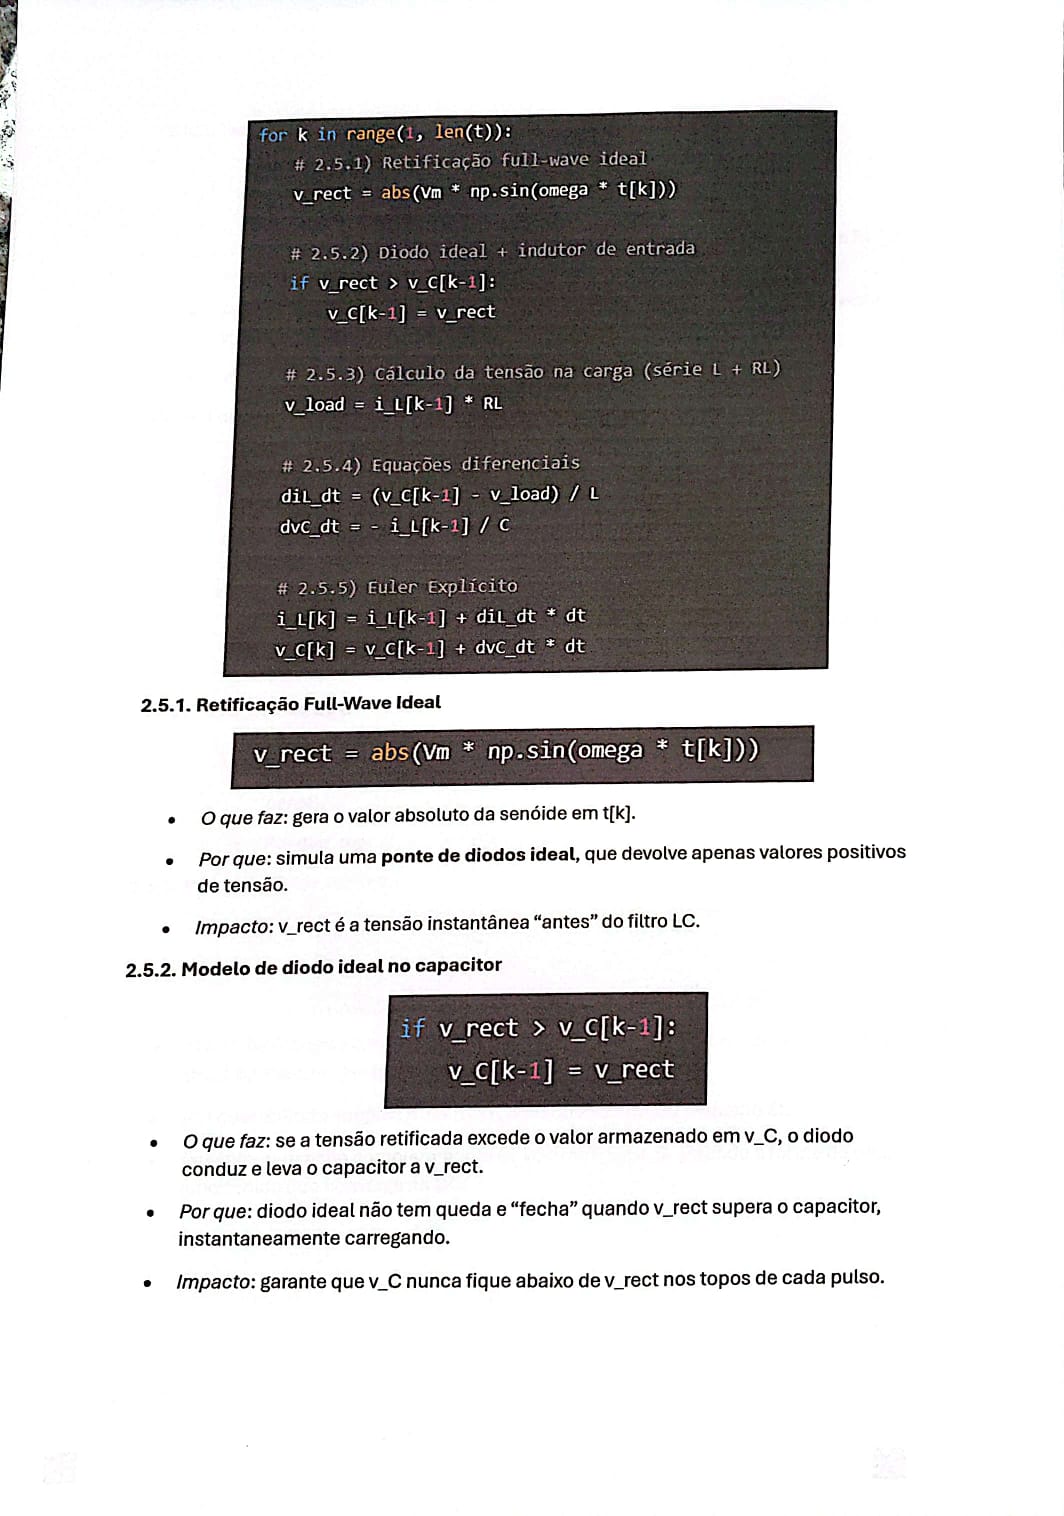 for k in range(1, len(t)):
# 2.5.1) Retificação full-wave ideal
v_rect = abs(Vm * np.sin(omega * t[k]))
# 2.5.2) Diodo ideal + indutor de entrada
if v_rect > v_C[k-1]:
v_C[k-1] = v_rect
# 2.5.3) Cálculo da tensão na carga (série L + RL)
v_load = i_L[k-1] * RL
# 2.5.4) Equações diferenciais
diL_dt = (v_C[k-1] - v_load) / L
dvC_dt = - i_L[k-1] / C
# 2.5.5) Euler Explícito
i_L[k] = i_L[k-1] + diL_dt * dt
v_C[k] = v_C[k-1] + dvC_dt * dt
2.5.1. Retificação Full-Wave Ideal
v_rect = abs(Vm * np.sin(omega * t[k]))
• O que faz: gera o valor absoluto da senóide em t[k].
• Por que: simula uma ponte de diodos ideal, que devolve apenas valores positivos
de tensão.
• Impacto: v_rect é a tensão instantânea “antes” do filtro LC.
2.5.2. Modelo de diodo ideal no capacitor
if v_rect > v_C[k-1]:
v_C[k-1] = v_rect
• O que faz: se a tensão retificada excede o valor armazenado em v_C, o diodo
conduz e leva o capacitor a v_rect.
• Por que: diodo ideal não tem queda e “fecha” quando v_rect supera o capacitor,
instantaneamente carregando.
• Impacto: garante que v_C nunca fique abaixo de v_rect nos topos de cada pulso.